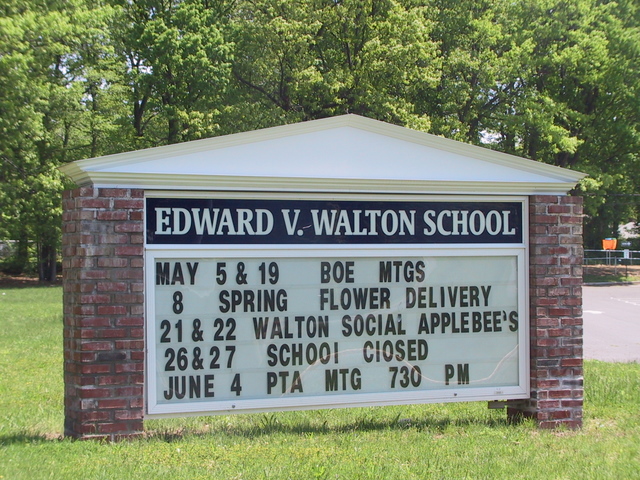 EDWARD V. WALTON SCHOOL
MAY 5 & 19 BOE MTGS
8 SPRING FLOWER DELIVERY
21 & 22 WALTON SOCIAL APPLEBEE'S
26 & 27 SCHOOL CLOSED
JUNE 4 PTA MTG 730 PM